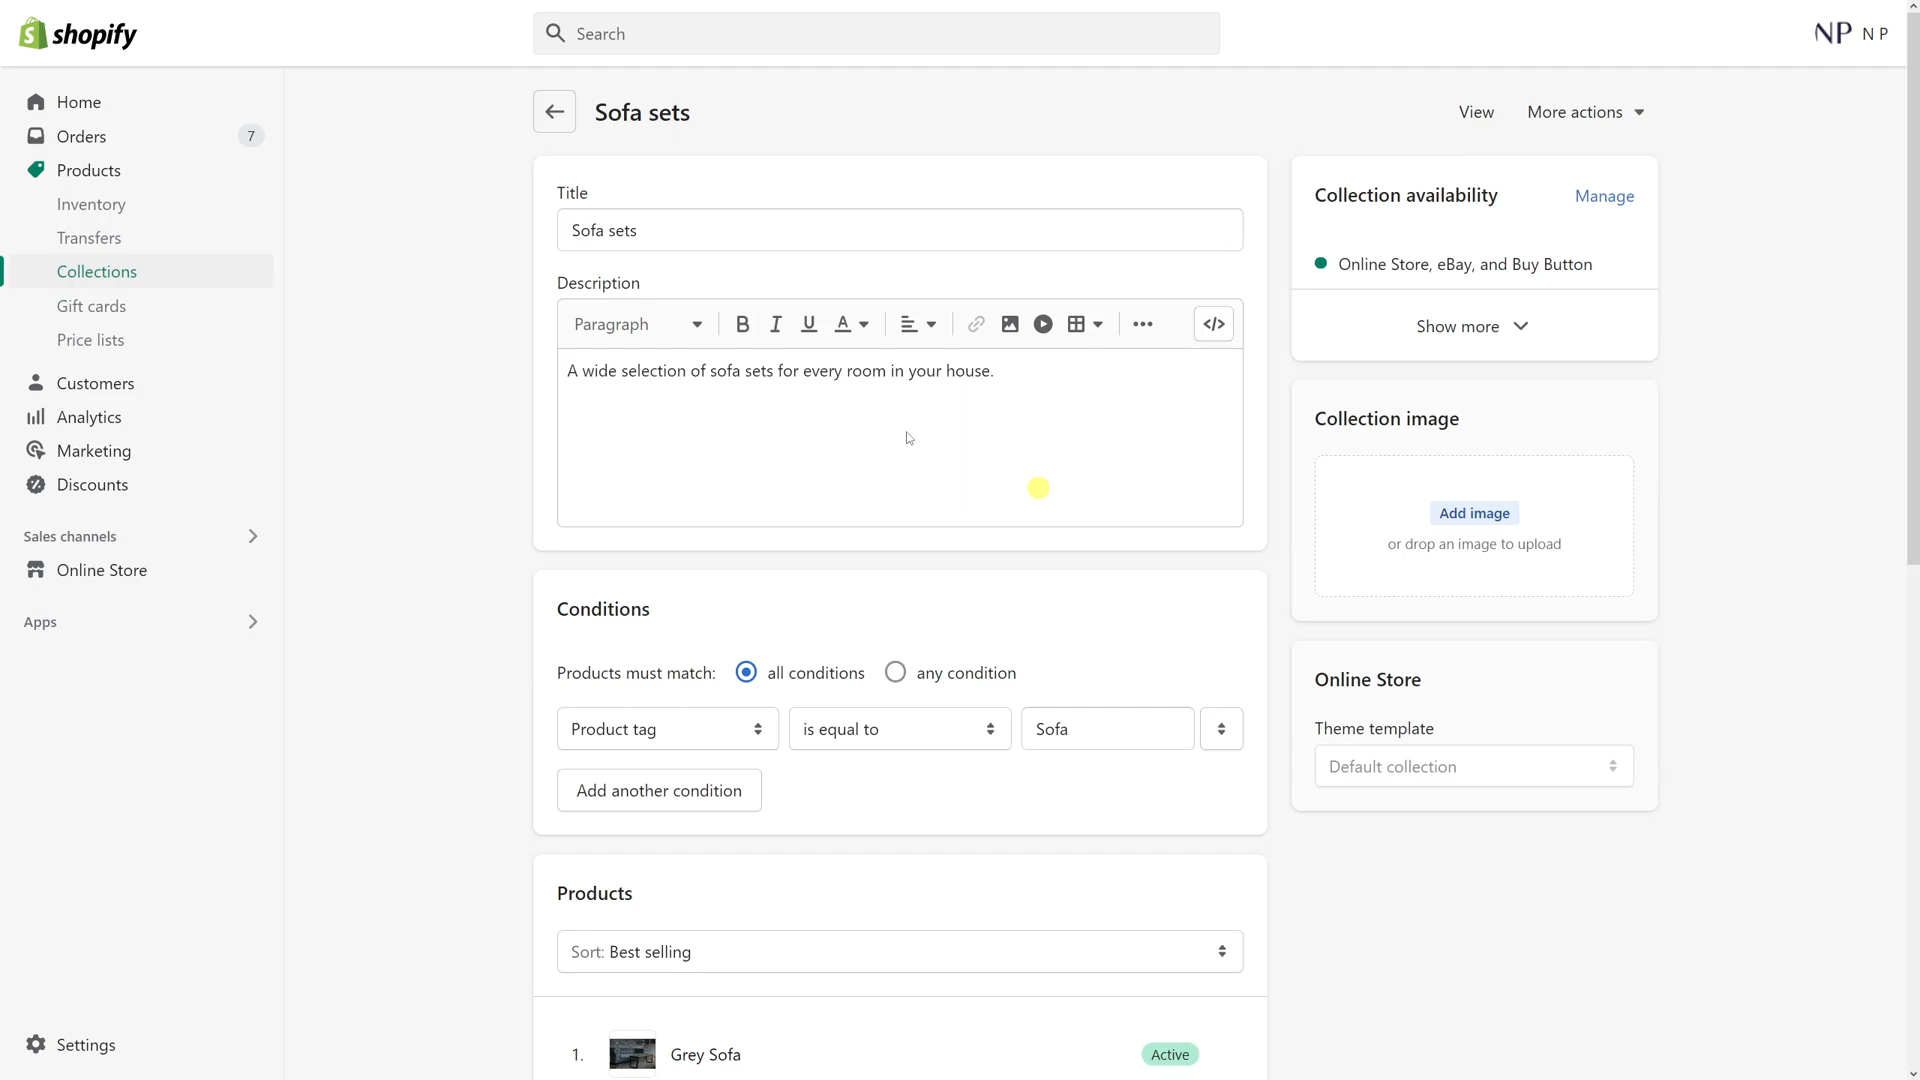 shopify
Search
NP N P
Home
Orders 7
Products
Inventory
Transfers
Collections
Gift cards
Price lists
Customers
Analytics
Marketing
Discounts
Sales channels
Online Store
Apps
Settings
Sofa sets
View More actions
Title
Sofa sets
Description
Paragraph B I U A </>
A wide selection of sofa sets for every room in your house.
Conditions
Products must match: all conditions any condition
Product tag is equal to Sofa
Add another condition
Products
Sort: Best selling
1. Grey Sofa Active
Collection availability Manage
Online Store, eBay, and Buy Button
Show more
Collection image
Add image
or drop an image to upload
Online Store
Theme template
Default collection